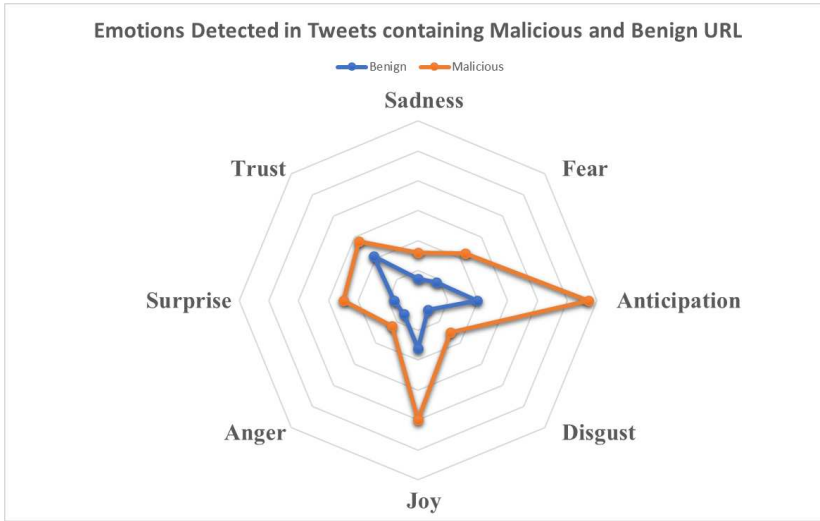 Emotions Detected in Tweets containing Malicious and Benign URL
Benign Malicious
Sadness
Trust Fear
Surprise Anticipation
Anger Disgust
Joy